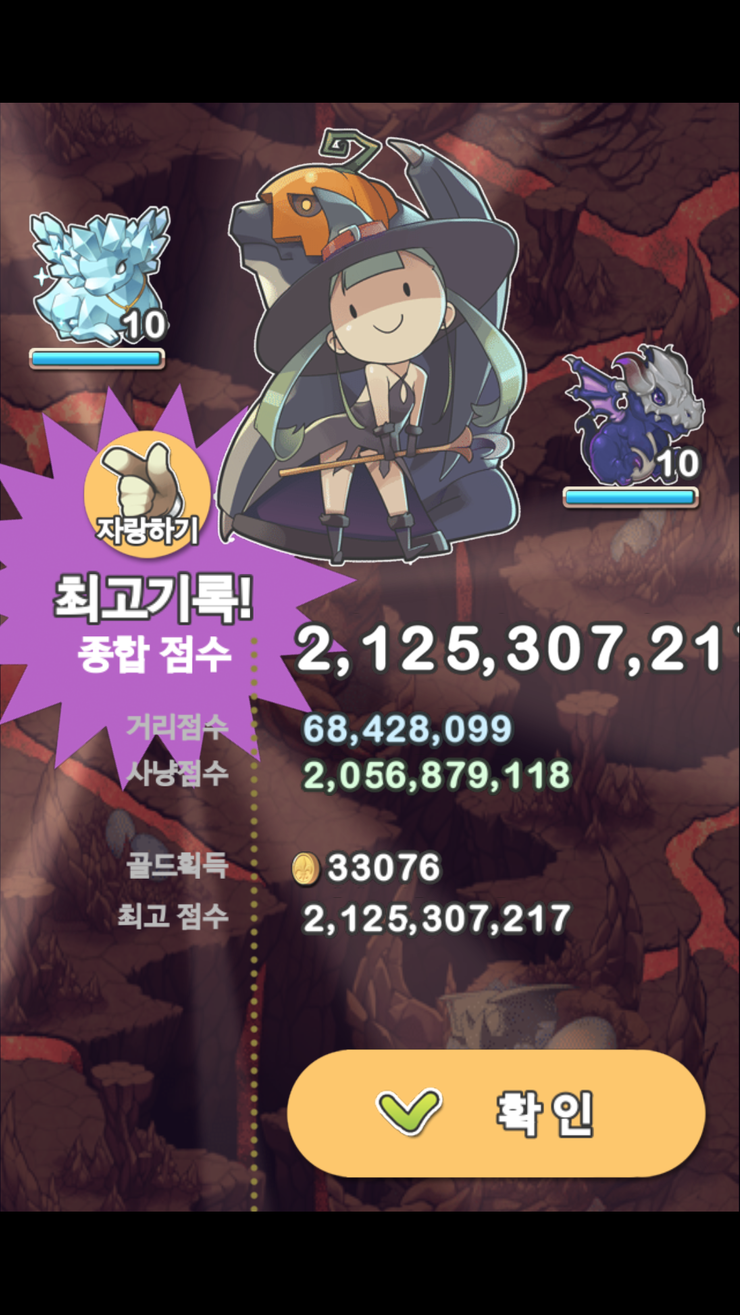 10
10
자랑하기
최고기록!
종합 점수 2,125,307,217
거리점수 68,428,099
사냥점수 2,056,879,118
골드획득 33076
최고 점수 2,125,307,217
확인